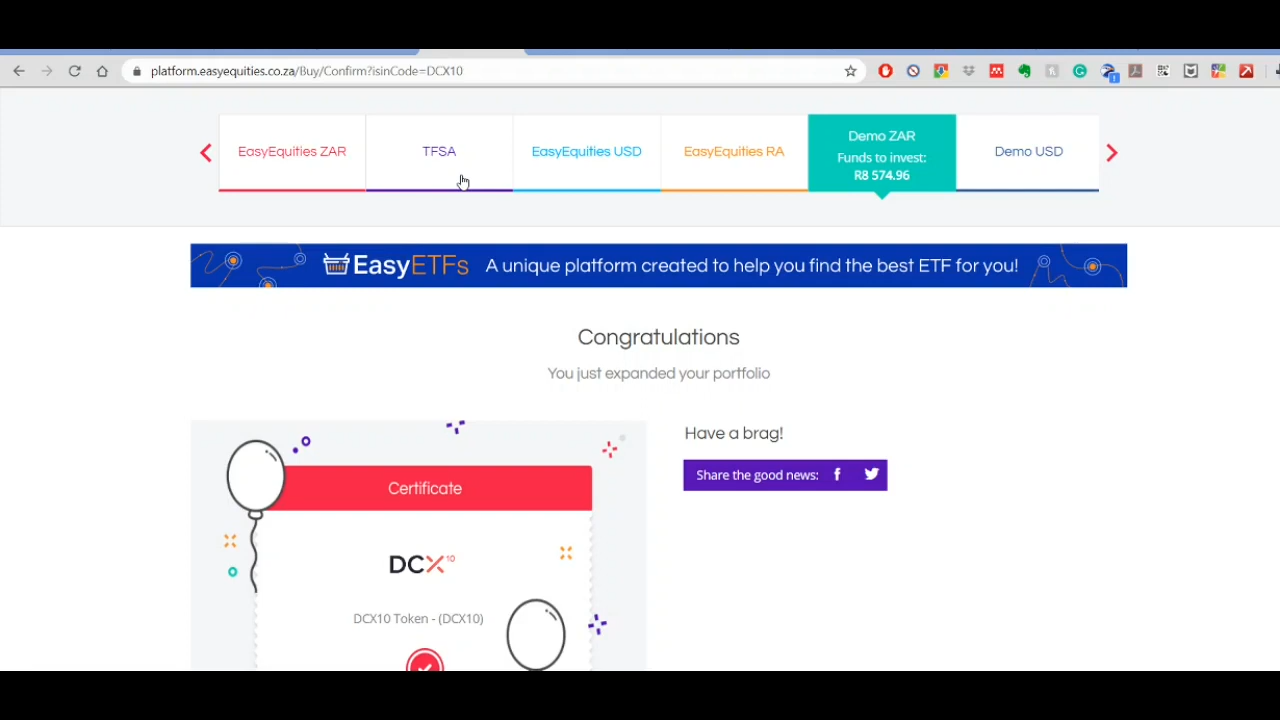 platform.easyequities.co.za/Buy/Confirm?isinCode=DCX10
EasyEquities ZAR
TFSA
EasyEquities USD
EasyEquities RA
Demo ZAR
Funds to invest:
R8 574.96
Demo USD
EasyETFs A unique platform created to help you find the best ETF for you!
Congratulations
You just expanded your portfolio
Have a brag!
Share the good news:
Certificate
DCX10
DCX10 Token - (DCX10)